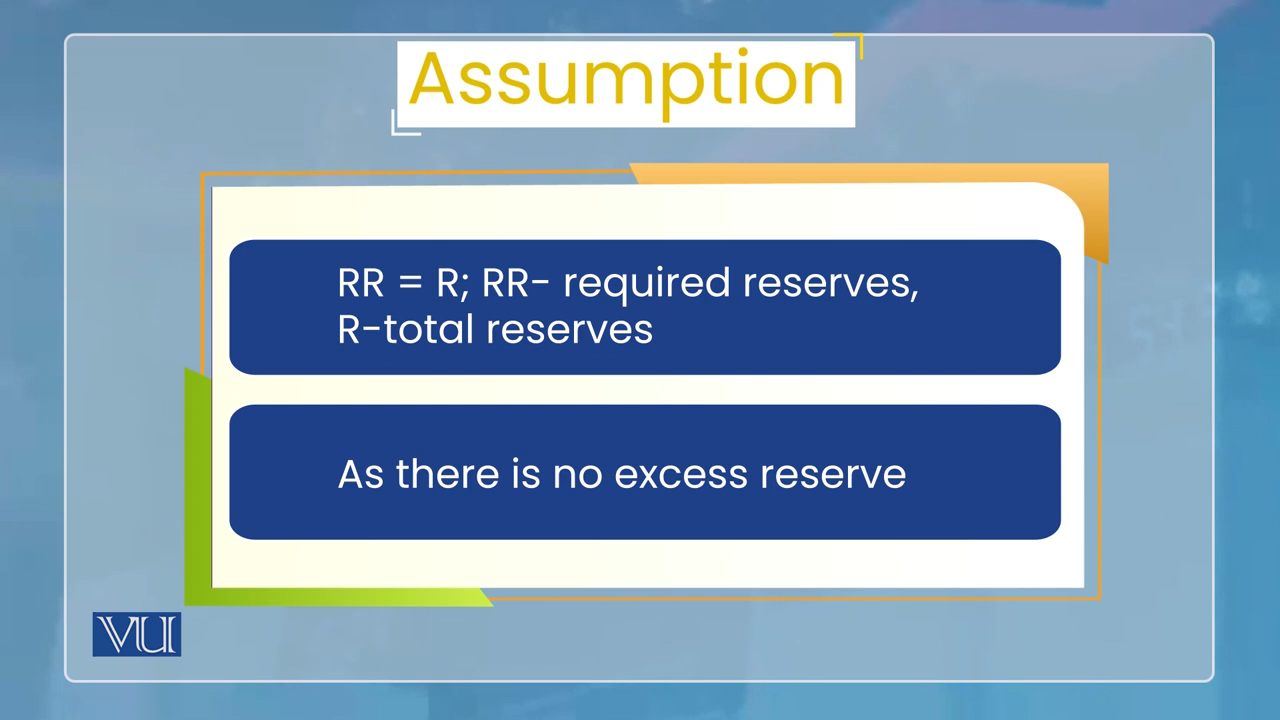 Assumption
RR = R; RR- required reserves,
R-total reserves
As there is no excess reserve
VU